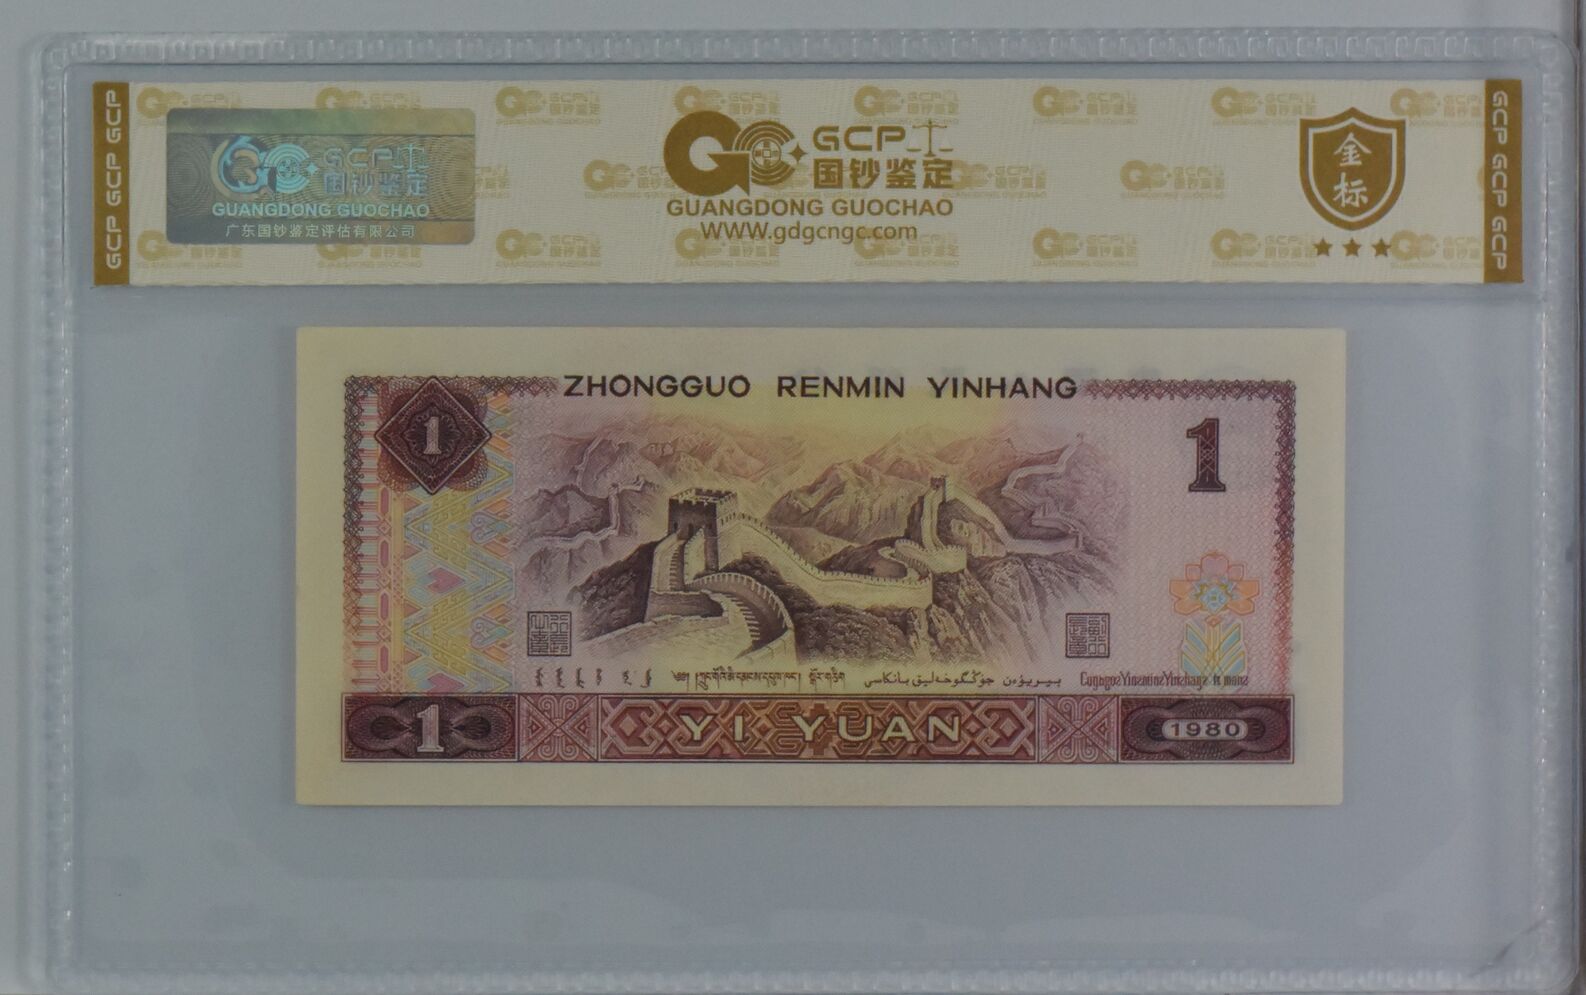 GCP GCP GCP
GCP
国钞鉴定
GUANGDONG GUOCHAO
广东国钞鉴定评估有限公司
GCP
国钞鉴定
GUANGDONG GUOCHAO
WWW.gdgcngc.com
金标
GCP GCP GCP
ZHONGGUO RENMIN YINHANG
1
1
1
YI YUAN
1980